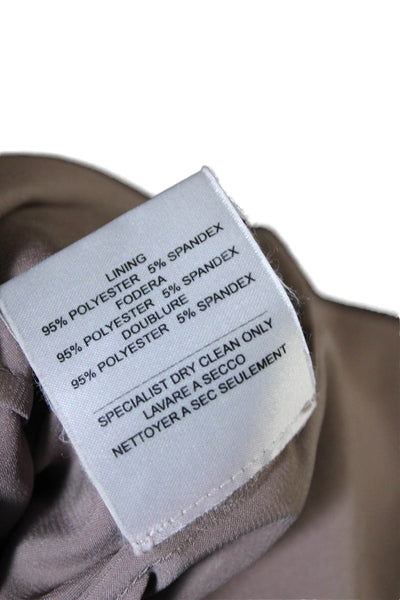 LINING
95% POLYESTER 5% SPANDEX
FODERA
95% POLYESTER 5% SPANDEX
DOUBLURE
95% POLYESTER 5% SPANDEX
SPECIALIST DRY CLEAN ONLY
LAVARE A SECCO
NETTOYER A SEC SEULEMENT